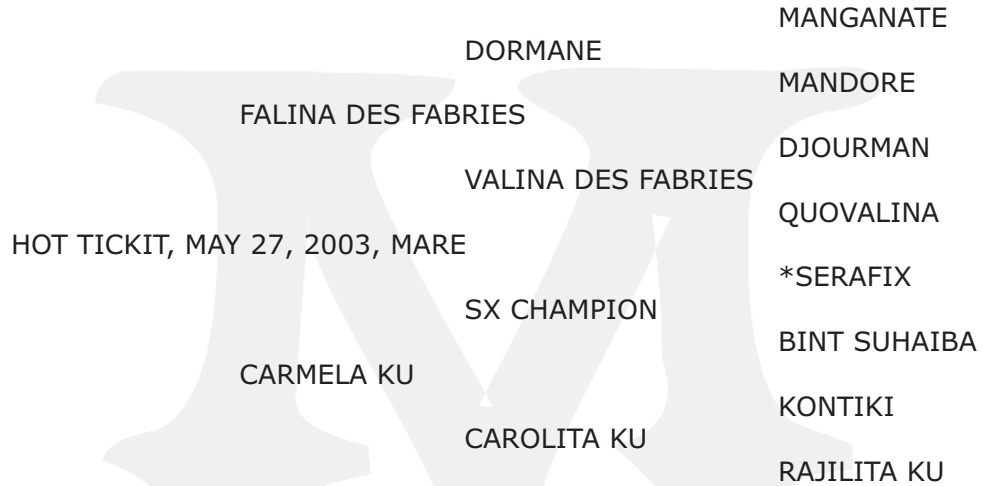 MANGANATE
DORMANE
MANDORE
FALINA DES FABRIES
DJOURMAN
VALINA DES FABRIES
QUOVALINA
HOT TICKIT, MAY 27, 2003, MARE
*SERAFIX
SX CHAMPION
BINT SUHAIBA
CARMELA KU
KONTIKI
CAROLITA KU
RAJILITA KU